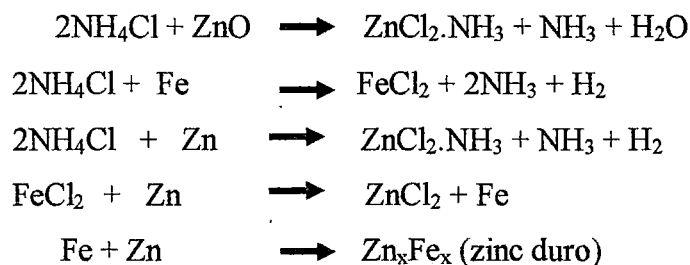 2NH₄Cl + ZnO → ZnCl₂.NH₃ + NH₃ + H₂O
2NH₄Cl + Fe → FeCl₂ + 2NH₃ + H₂
2NH₄Cl + Zn → ZnCl₂.NH₃ + NH₃ + H₂
FeCl₂ + Zn → ZnCl₂ + Fe
Fe + Zn → ZnₓFeₓ (zinc duro)